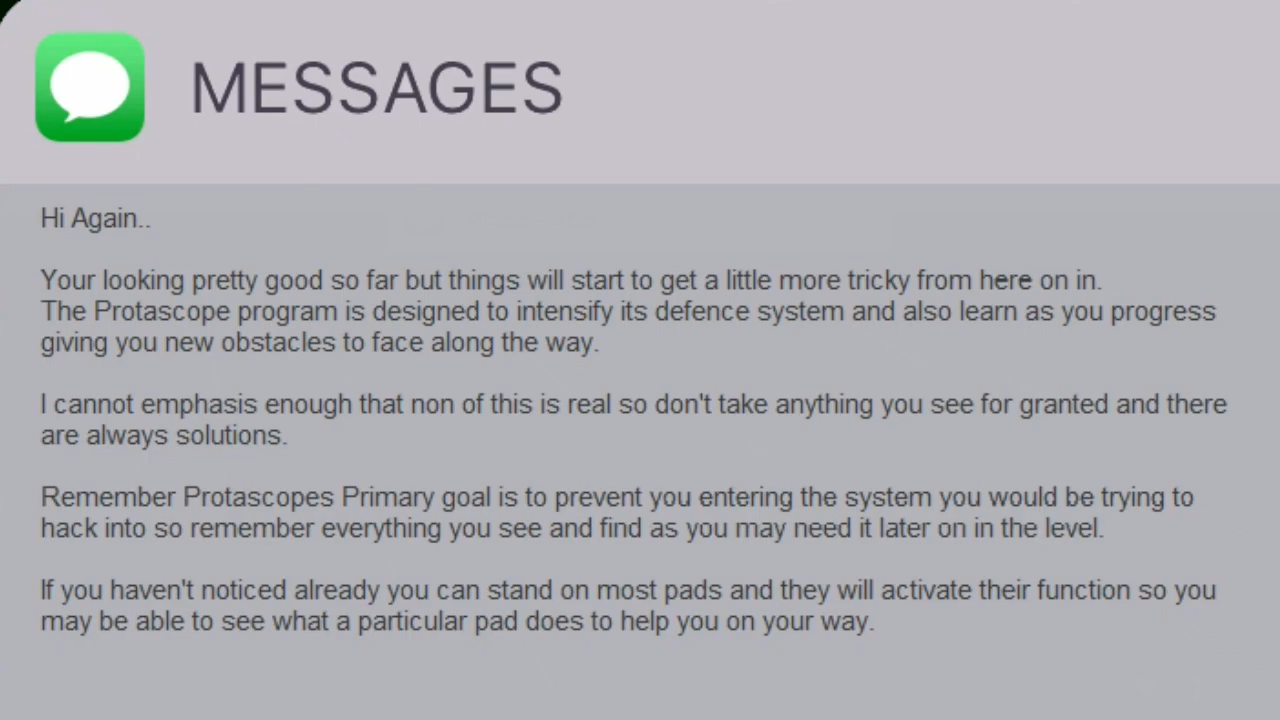 MESSAGES
Hi Again..
Your looking pretty good so far but things will start to get a little more tricky from here on in.
The Protascope program is designed to intensify its defence system and also learn as you progress
giving you new obstacles to face along the way.
I cannot emphasis enough that non of this is real so don't take anything you see for granted and there
are always solutions.
Remember Protascopes Primary goal is to prevent you entering the system you would be trying to
hack into so remember everything you see and find as you may need it later on in the level.
If you haven't noticed already you can stand on most pads and they will activate their function so you
may be able to see what a particular pad does to help you on your way.